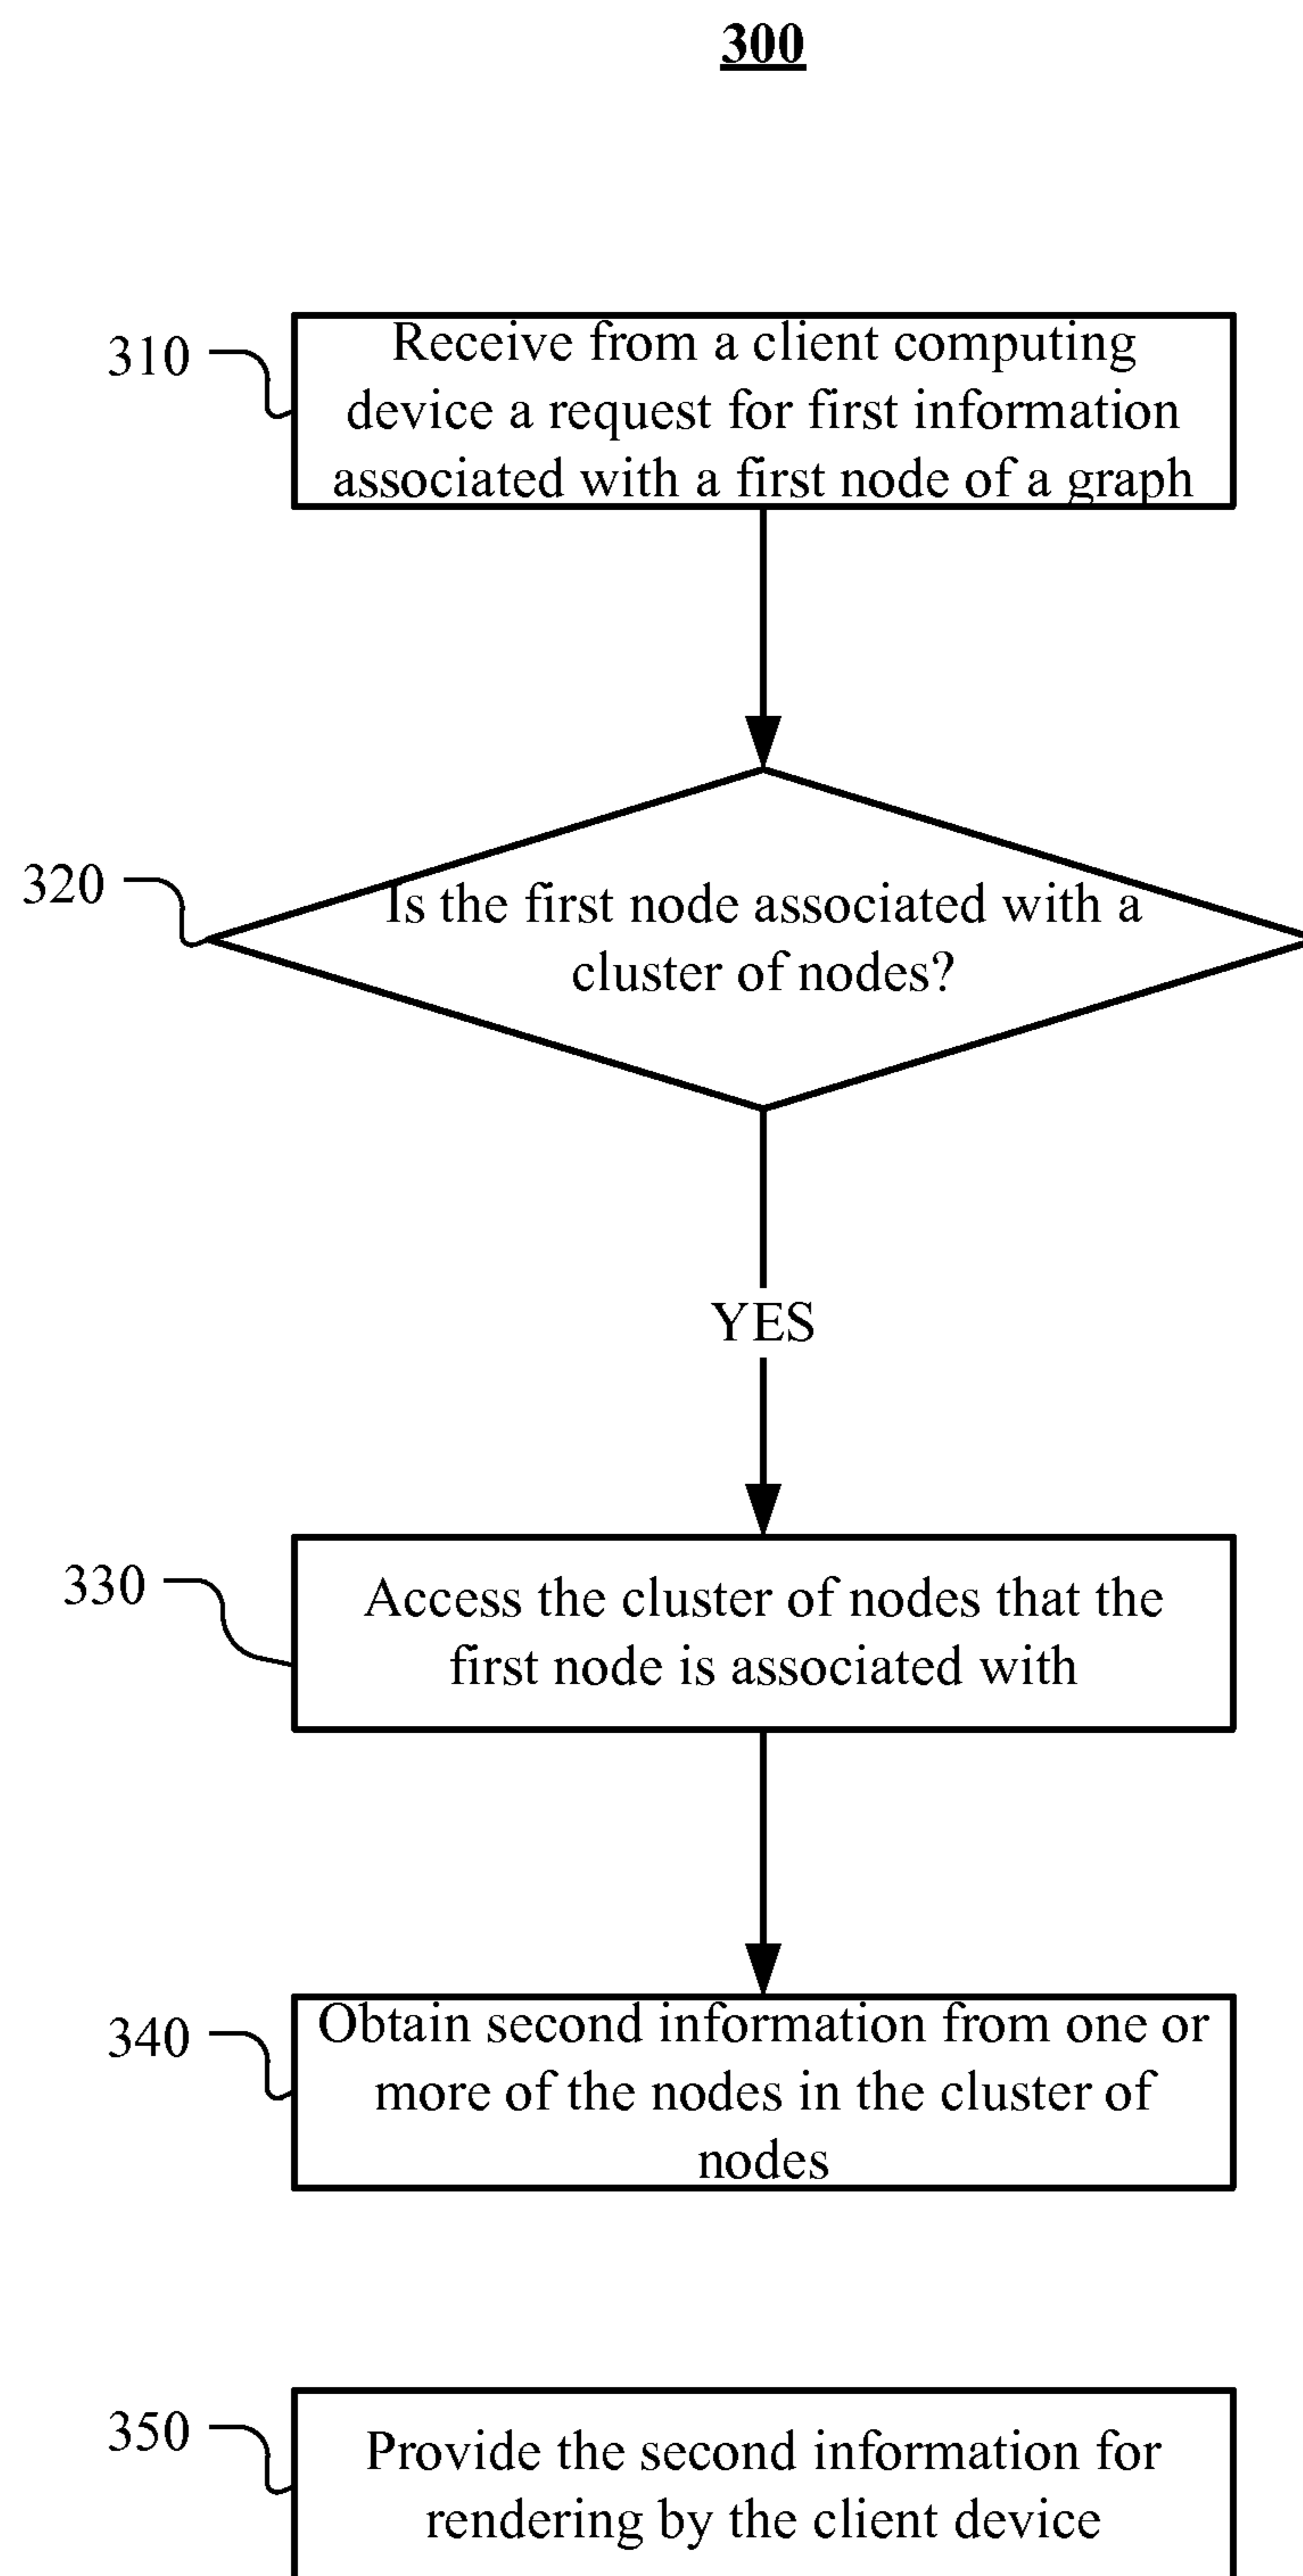 300
310
Receive from a client computing
device a request for first information
associated with a first node of a graph
320
Is the first node associated with a
cluster of nodes?
YES
330
Access the cluster of nodes that the
first node is associated with
340
Obtain second information from one or
more of the nodes in the cluster of
nodes
350
Provide the second information for
rendering by the client device